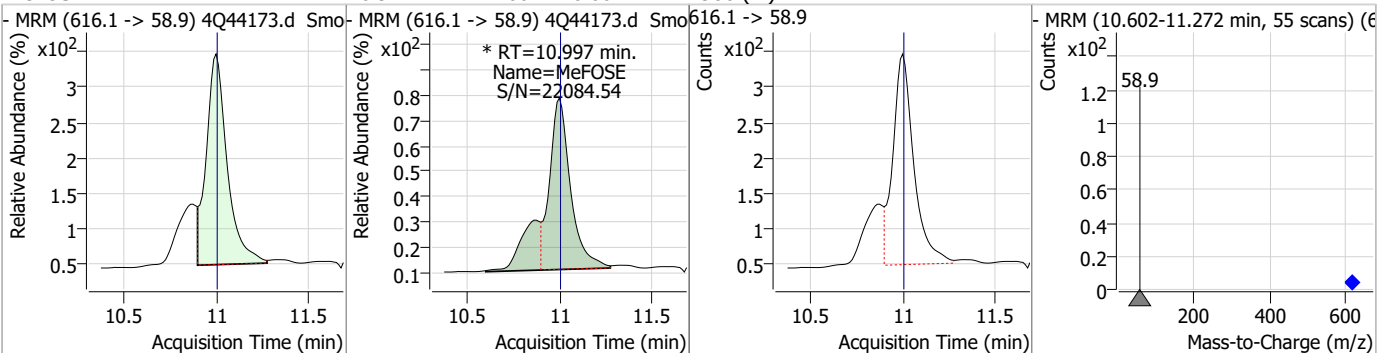 - MRM (616.1 -> 58.9) 4Q44173.d Smo
Relative Abundance (%)
x10²
3
2.5
2
1.5
1
0.5
10.5 11 11.5
Acquisition Time (min)
- MRM (616.1 -> 58.9) 4Q44173.d Smo
Relative Abundance (%)
x10²
* RT=10.997 min.
Name=MeFOSE
S/N=22084.54
0.8
0.7
0.6
0.5
0.4
0.3
0.2
0.1
10.5 11 11.5
Acquisition Time (min)
616.1 -> 58.9
Counts
x10²
3
2.5
2
1.5
1
0.5
10.5 11 11.5
Acquisition Time (min)
- MRM (10.602-11.272 min, 55 scans) (6
Counts
x10²
58.9
1.2
1
0.8
0.6
0.4
0.2
0
200 400 600
Mass-to-Charge (m/z)